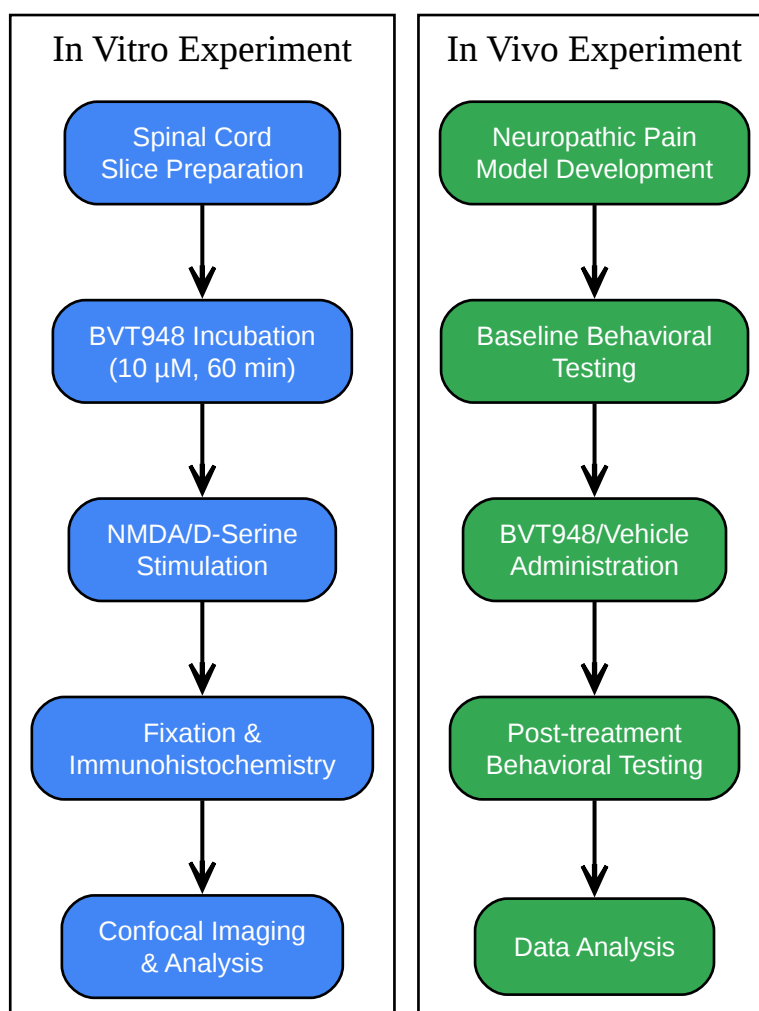 In Vitro Experiment
Spinal Cord
Slice Preparation
BVT948 Incubation
(10 µM, 60 min)
NMDA/D-Serine
Stimulation
Fixation &
Immunohistochemistry
Confocal Imaging
& Analysis
In Vivo Experiment
Neuropathic Pain
Model Development
Baseline Behavioral
Testing
BVT948/Vehicle
Administration
Post-treatment
Behavioral Testing
Data Analysis